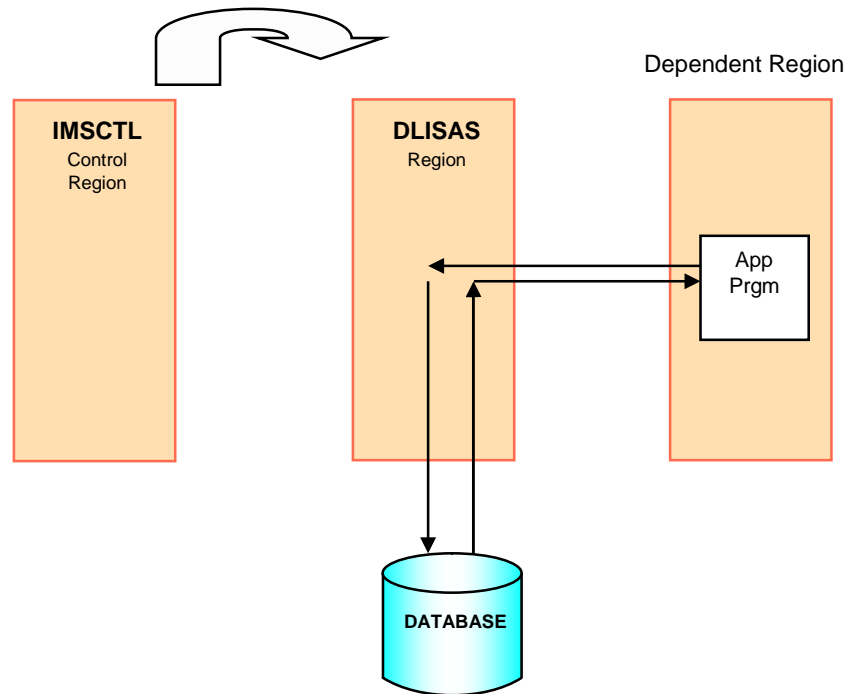 Dependent Region
IMSCTL
Control
Region
DLISAS
Region
App
Prgm
DATABASE